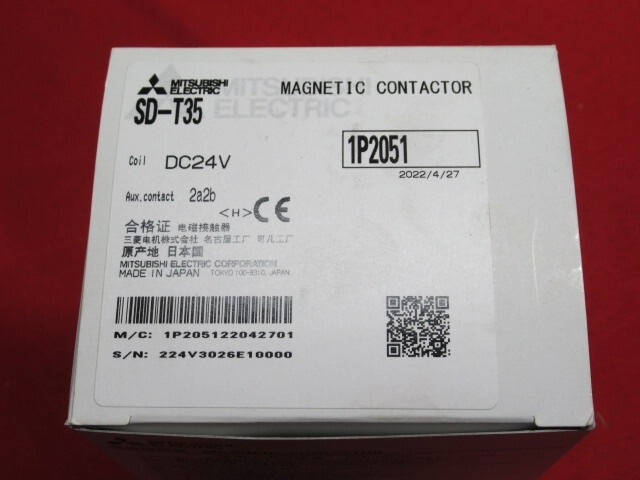 MITSUBISHI ELECTRIC
MAGNETIC CONTACTOR
SD-T35
1P2051
2022/4/27
Coil DC24V
Aux.contact 2a2b
<H> CE
合格证 电磁接触器
三菱电机株式会社 名古屋工厂 可儿工厂
原产地 日本国
MITSUBISHI ELECTRIC CORPORATION
MADE IN JAPAN TOKYO 100-8310, JAPAN
M/C: 1P205122042701
S/N: 224V3026E10000
MITSUBISHI
ELECTRIC